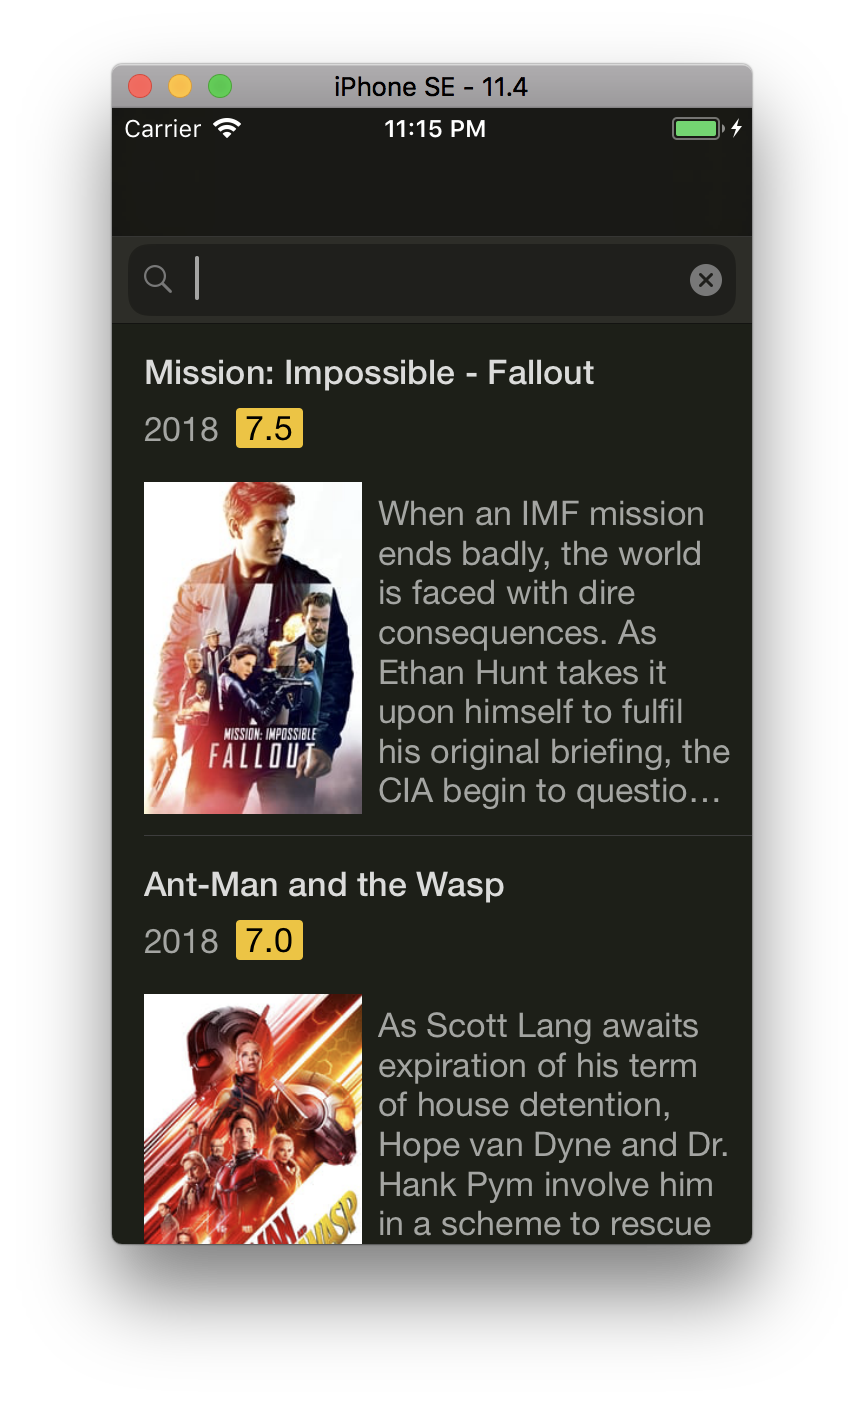 iPhone SE - 11.4
Carrier 11:15 PM
Mission: Impossible - Fallout
2018 7.5
MISSION: IMPOSSIBLE
FALLOUT
When an IMF mission
ends badly, the world
is faced with dire
consequences. As
Ethan Hunt takes it
upon himself to fulfil
his original briefing, the
CIA begin to questio…
Ant-Man and the Wasp
2018 7.0
As Scott Lang awaits
expiration of his term
of house detention,
Hope van Dyne and Dr.
Hank Pym involve him
in a scheme to rescue
WASP